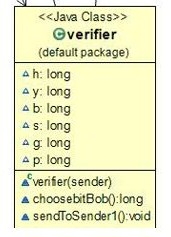 <<Java Class>>
C verifier
(default package)
h: long
y: long
b: long
s: long
g: long
p: long
C verifier(sender)
choosebitBob():long
sendToSender1():void